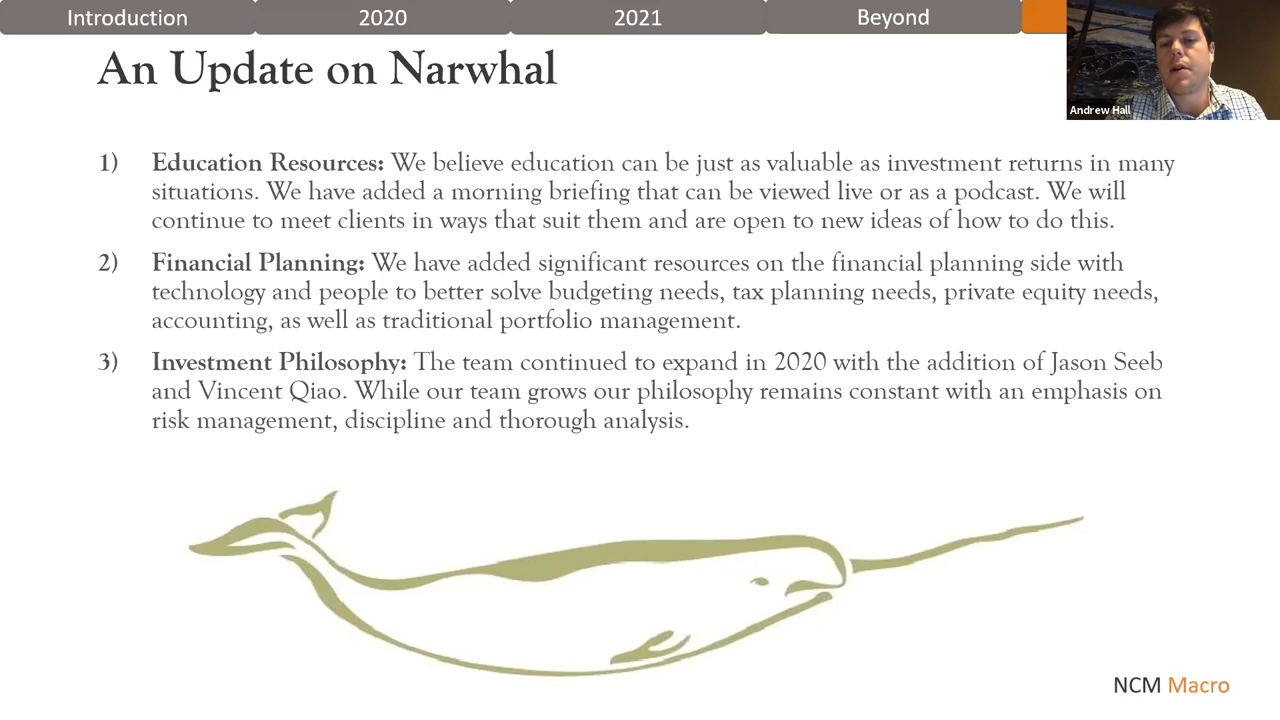 Introduction
2020
2021
Beyond
An Update on Narwhal
Andrew Hall
1) Education Resources: We believe education can be just as valuable as investment returns in many
situations. We have added a morning briefing that can be viewed live or as a podcast. We will
continue to meet clients in ways that suit them and are open to new ideas of how to do this.
2) Financial Planning: We have added significant resources on the financial planning side with
technology and people to better solve budgeting needs, tax planning needs, private equity needs,
accounting, as well as traditional portfolio management.
3) Investment Philosophy: The team continued to expand in 2020 with the addition of Jason Seeb
and Vincent Qiao. While our team grows our philosophy remains constant with an emphasis on
risk management, discipline and thorough analysis.
NCM Macro